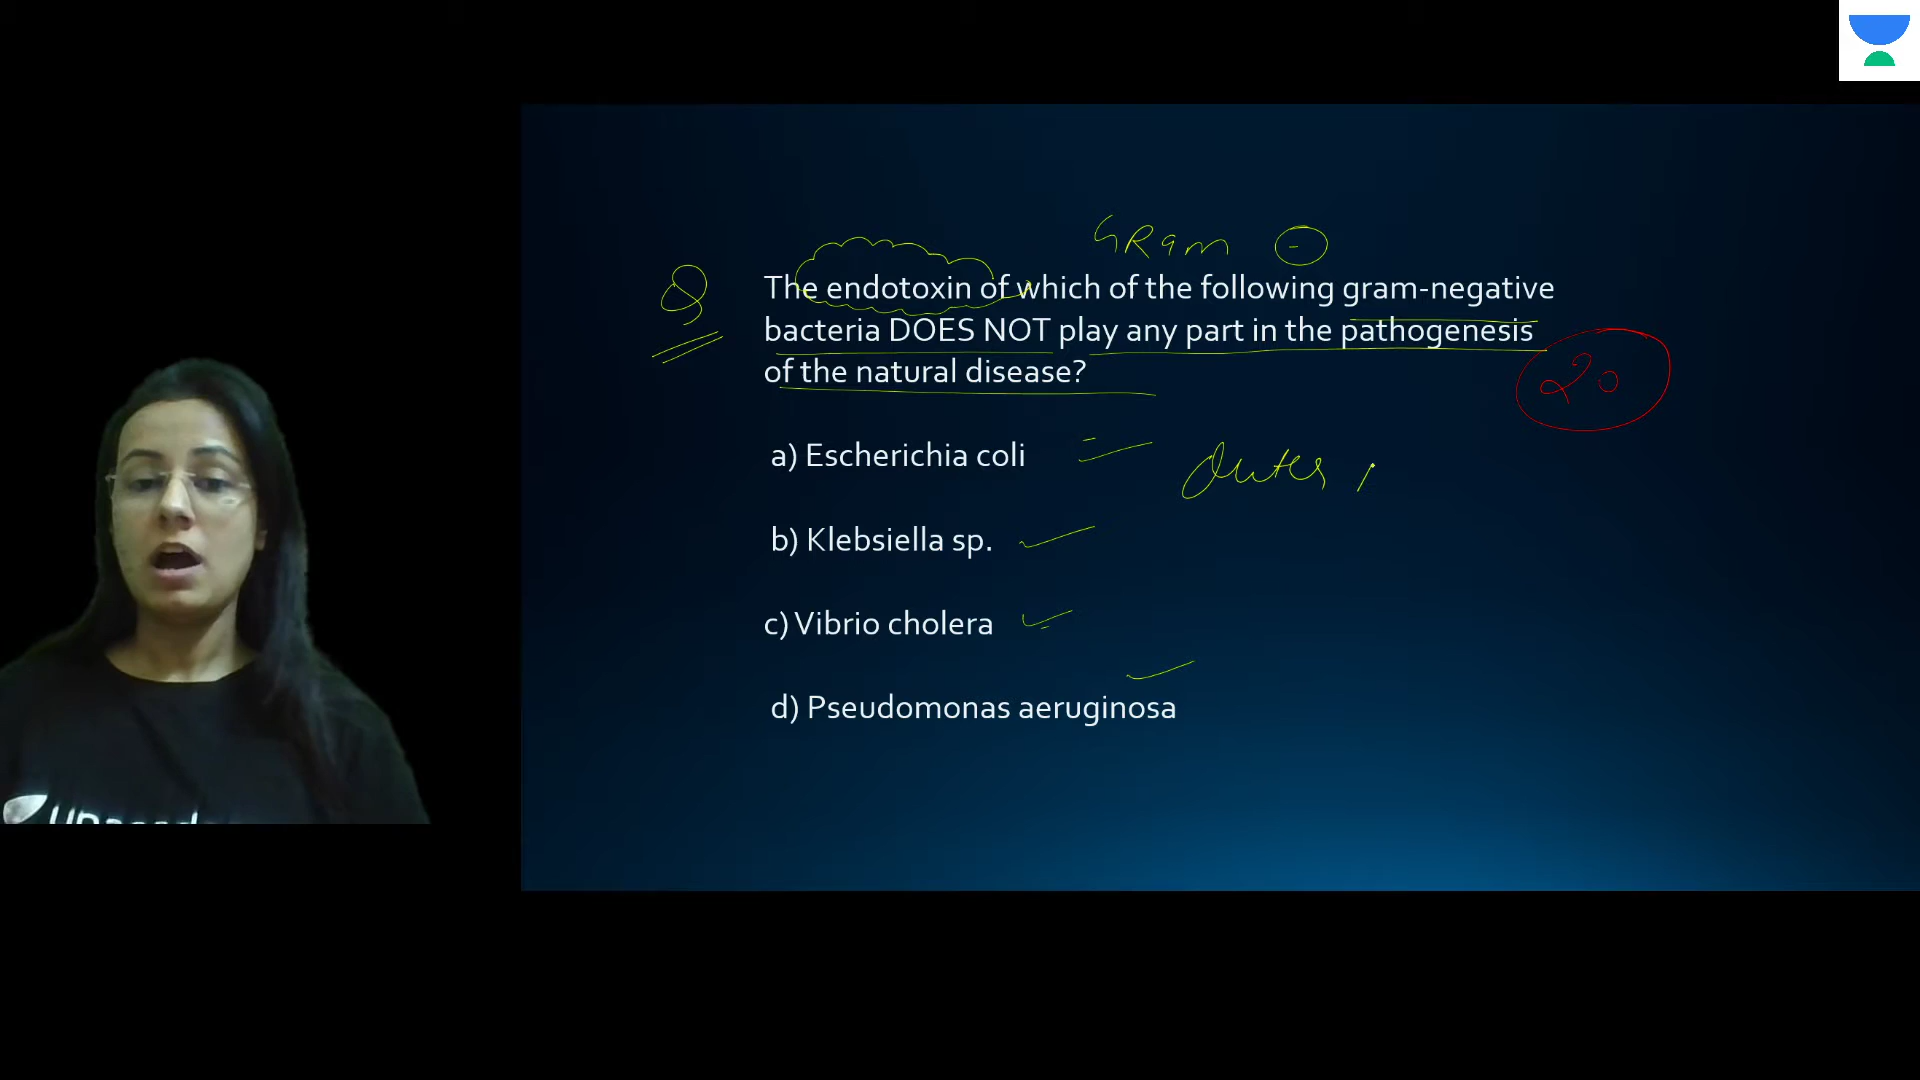 GRam -
Q
The endotoxin of which of the following gram-negative
bacteria DOES NOT play any part in the pathogenesis
of the natural disease?
20
a) Escherichia coli
Outer
b) Klebsiella sp.
c) Vibrio cholera
d) Pseudomonas aeruginosa